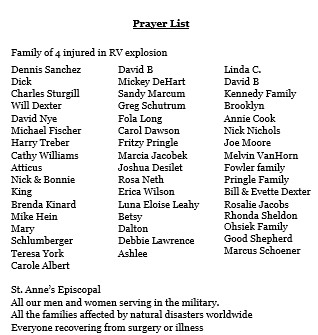 Prayer List
Family of 4 injured in RV explosion
Dennis Sanchez
Dick
Charles Sturgill
Will Dexter
David Nye
Michael Fischer
Harry Treber
Cathy Williams
Atticus
Nick & Bonnie
King
Brenda Kinard
Mike Hein
Mary
Schlumberger
Teresa York
Carole Albert
David B
Mickey DeHart
Sandy Marcum
Greg Schutrum
Fola Long
Carol Dawson
Fritzy Pringle
Marcia Jacobek
Joshua Desilet
Rosa Neth
Erica Wilson
Luna Eloise Leahy
Betsy
Dalton
Debbie Lawrence
Ashlee
Linda C.
David B
Kennedy Family
Brooklyn
Annie Cook
Nick Nichols
Joe Moore
Melvin VanHorn
Fowler family
Pringle Family
Bill & Evette Dexter
Rosalie Jacobs
Rhonda Sheldon
Ohsiek Family
Good Shepherd
Marcus Schoener
St. Anne's Episcopal
All our men and women serving in the military.
All the families affected by natural disasters worldwide
Everyone recovering from surgery or illness